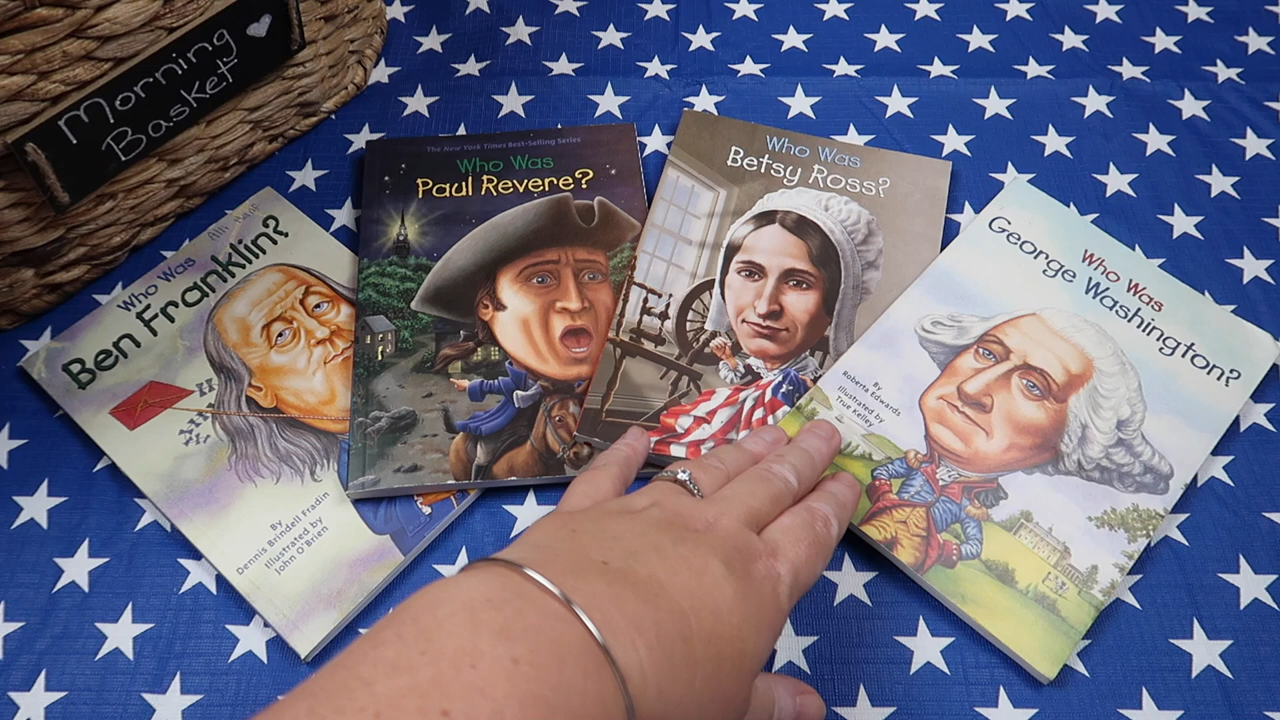 Morning
Basket
Who Was
Ben Franklin?
By
Dennis Brindell Fradin
Illustrated by
John O'Brien
The New York Times Best-Selling Series
Who Was
Paul Revere?
Who Was
Betsy Ross?
Who Was
George Washington?
By
Roberta Edwards
Illustrated by
True Kelley